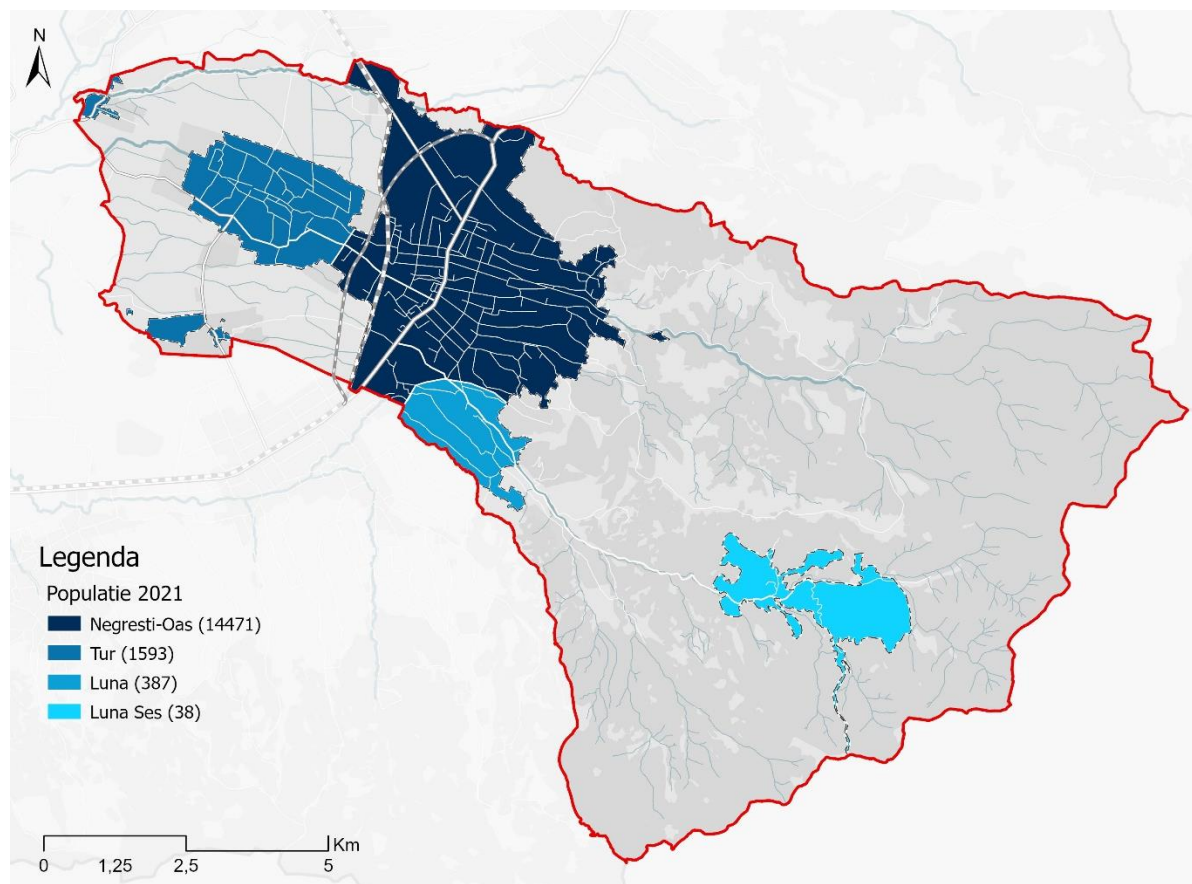 N
Legenda
Populatie 2021
Negresti-Oas (14471)
Tur (1593)
Luna (387)
Luna Ses (38)
Km
0 1,25 2,5 5